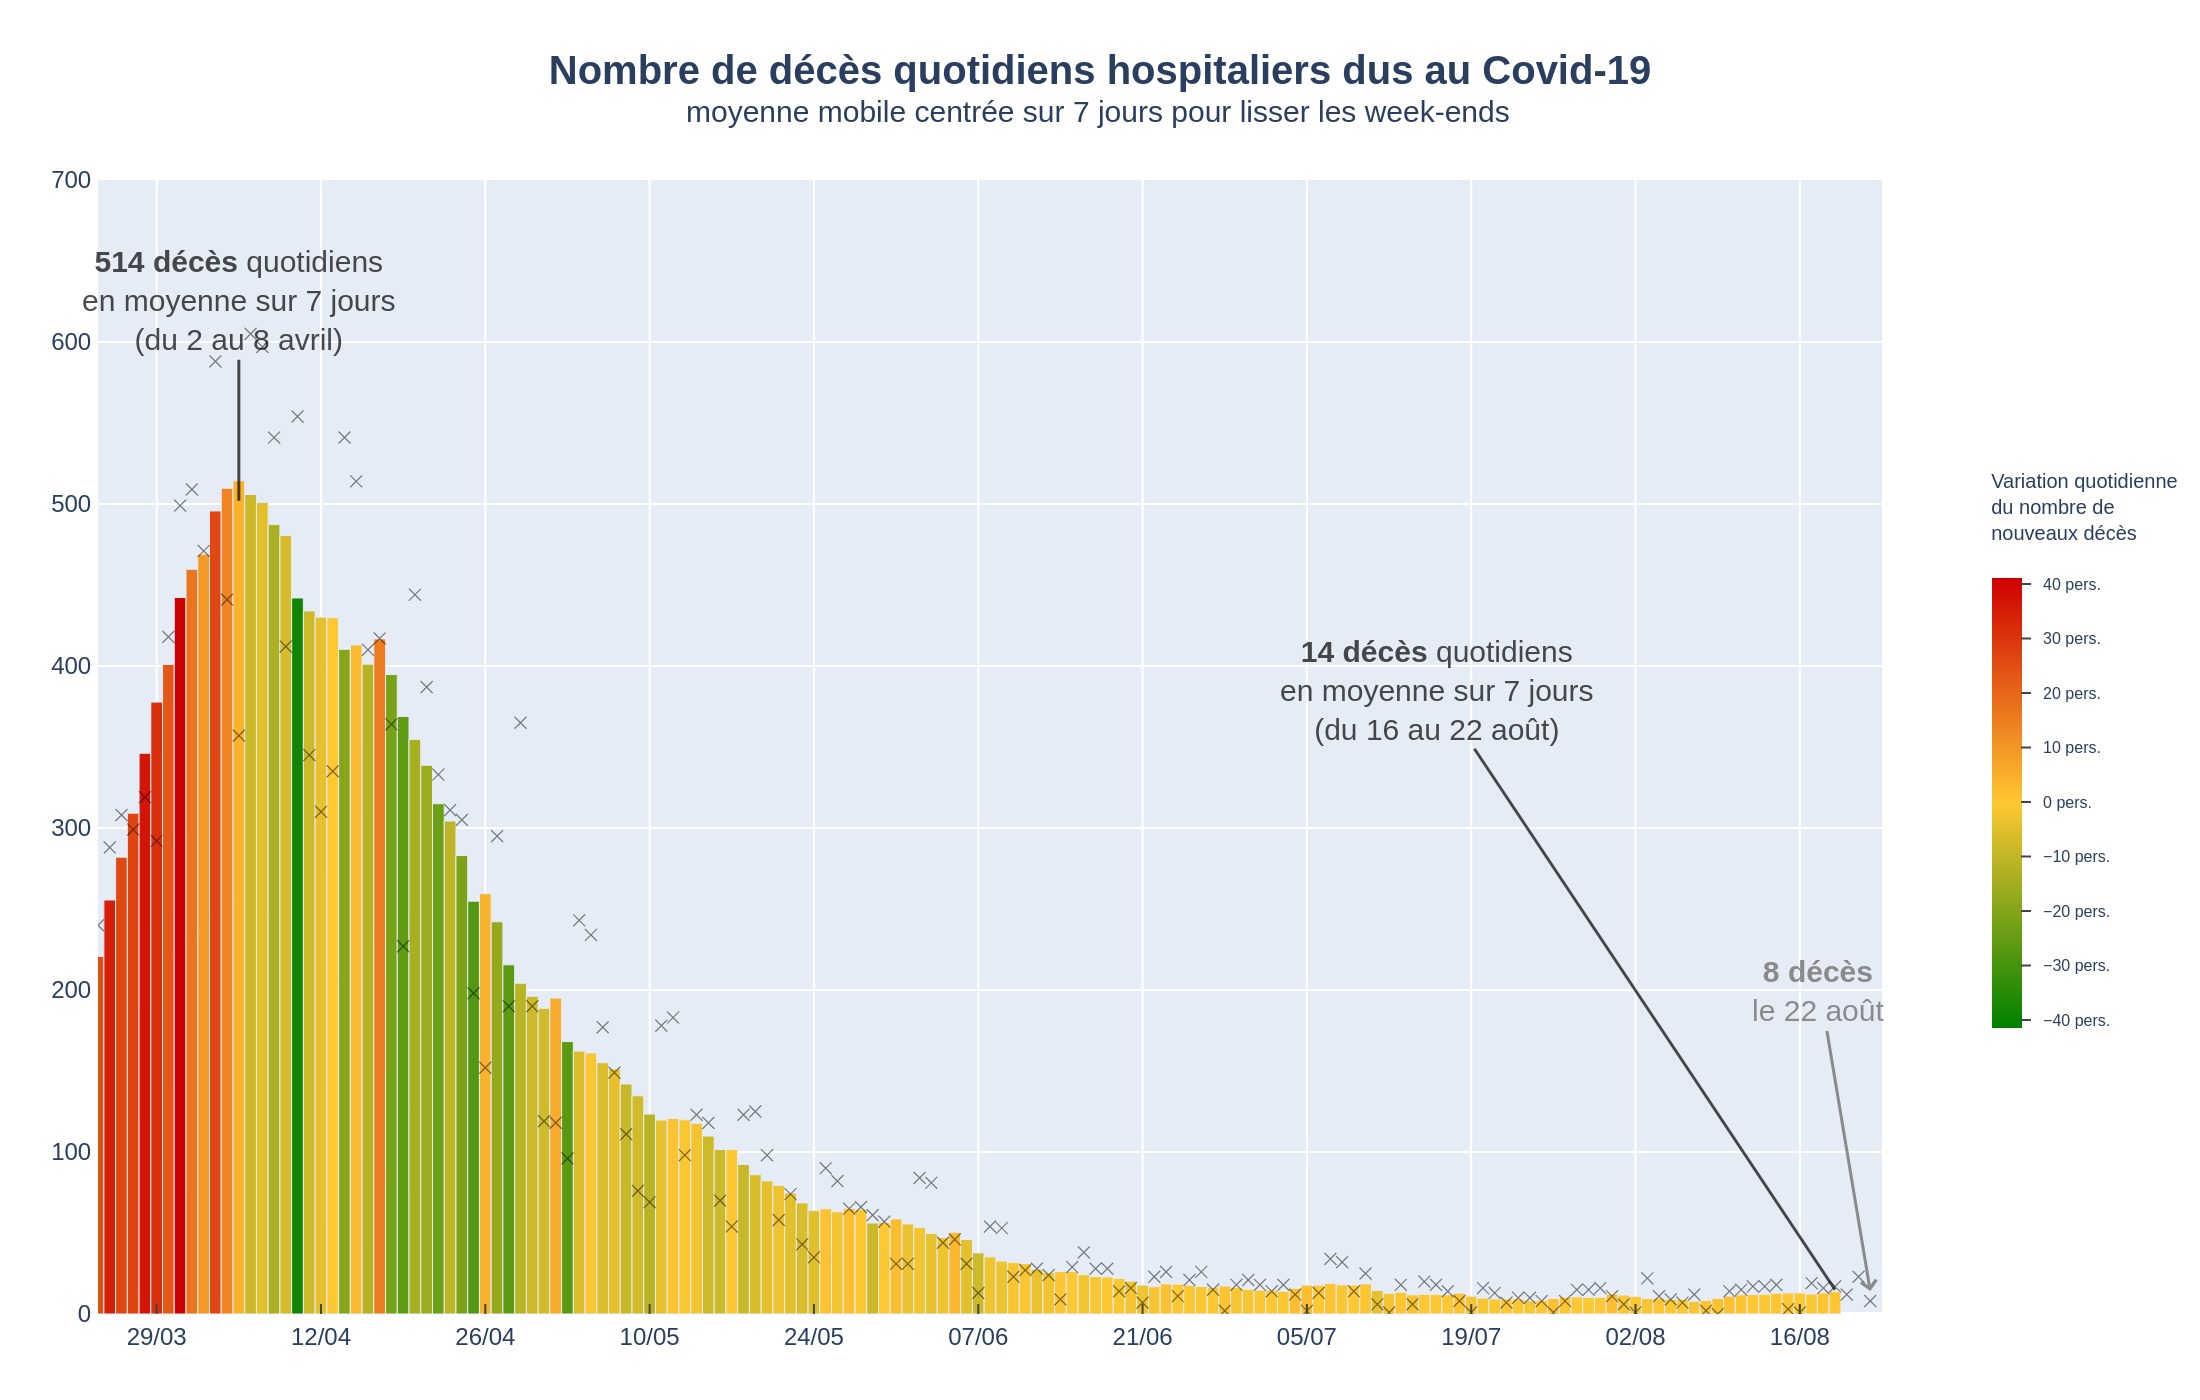 Nombre de décès quotidiens hospitaliers dus au Covid-19
moyenne mobile centrée sur 7 jours pour lisser les week-ends
700
600
500
400
300
200
100
0
514 décès quotidiens
en moyenne sur 7 jours
(du 2 au 8 avril)
14 décès quotidiens
en moyenne sur 7 jours
(du 16 au 22 août)
8 décès
le 22 août
29/03
12/04
26/04
10/05
24/05
07/06
21/06
05/07
19/07
02/08
16/08
Variation quotidienne
du nombre de
nouveaux décès
40 pers.
30 pers.
20 pers.
10 pers.
0 pers.
−10 pers.
−20 pers.
−30 pers.
−40 pers.